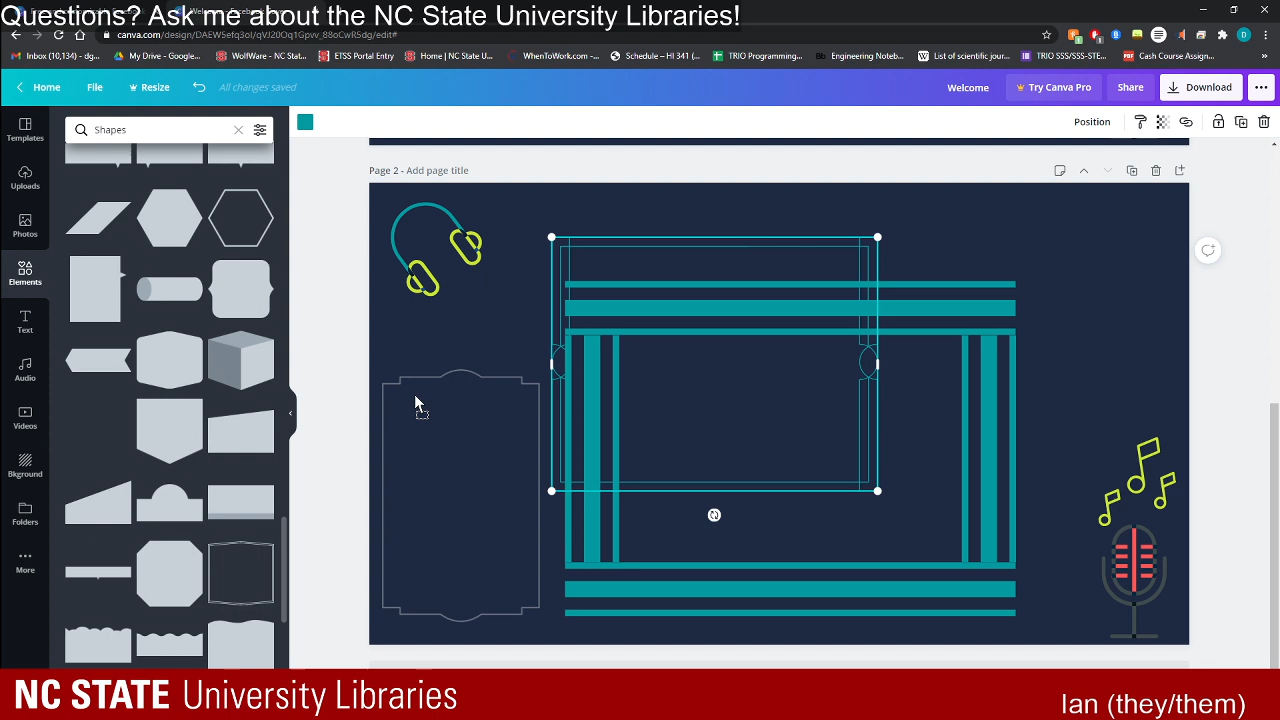 Questions? Ask me about the NC State University Libraries!
canva.com/design/DAEW5efq3oI/qVJ20Oq1Gpvv_88oCwR5dg/edit#
Inbox (10,134) - dg... My Drive - Google... WolfWare - NC Stat... ETSS Portal Entry Home | NC State U... WhenToWork.com -... Schedule – HI 341 (... TRIO Programming... Engineering Notebo... List of scientific jour... TRIO SSS/SSS-STE... Cash Course Assig...
Home File Resize All changes saved Welcome Try Canva Pro Share Download
Templates
Uploads
Photos
Elements
Text
Audio
Videos
Bkground
Folders
More
Shapes
Position
Page 2 - Add page title
NC STATE University Libraries
Ian (they/them)